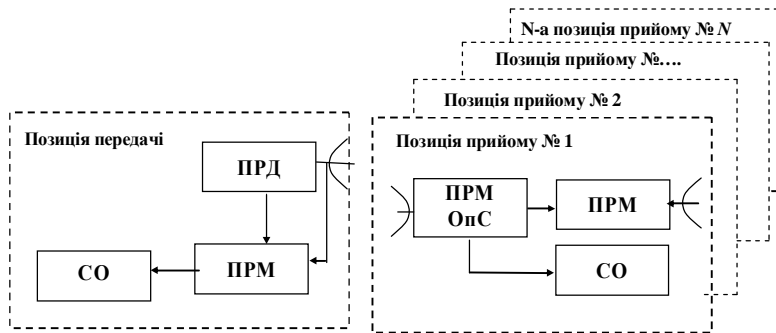 N-а позиція прийому № N
Позиція прийому №….
Позиція прийому № 2
Позиція передачі
ПРД
СО
ПРМ
Позиція прийому № 1
ПРМ
ОпС
ПРМ
СО